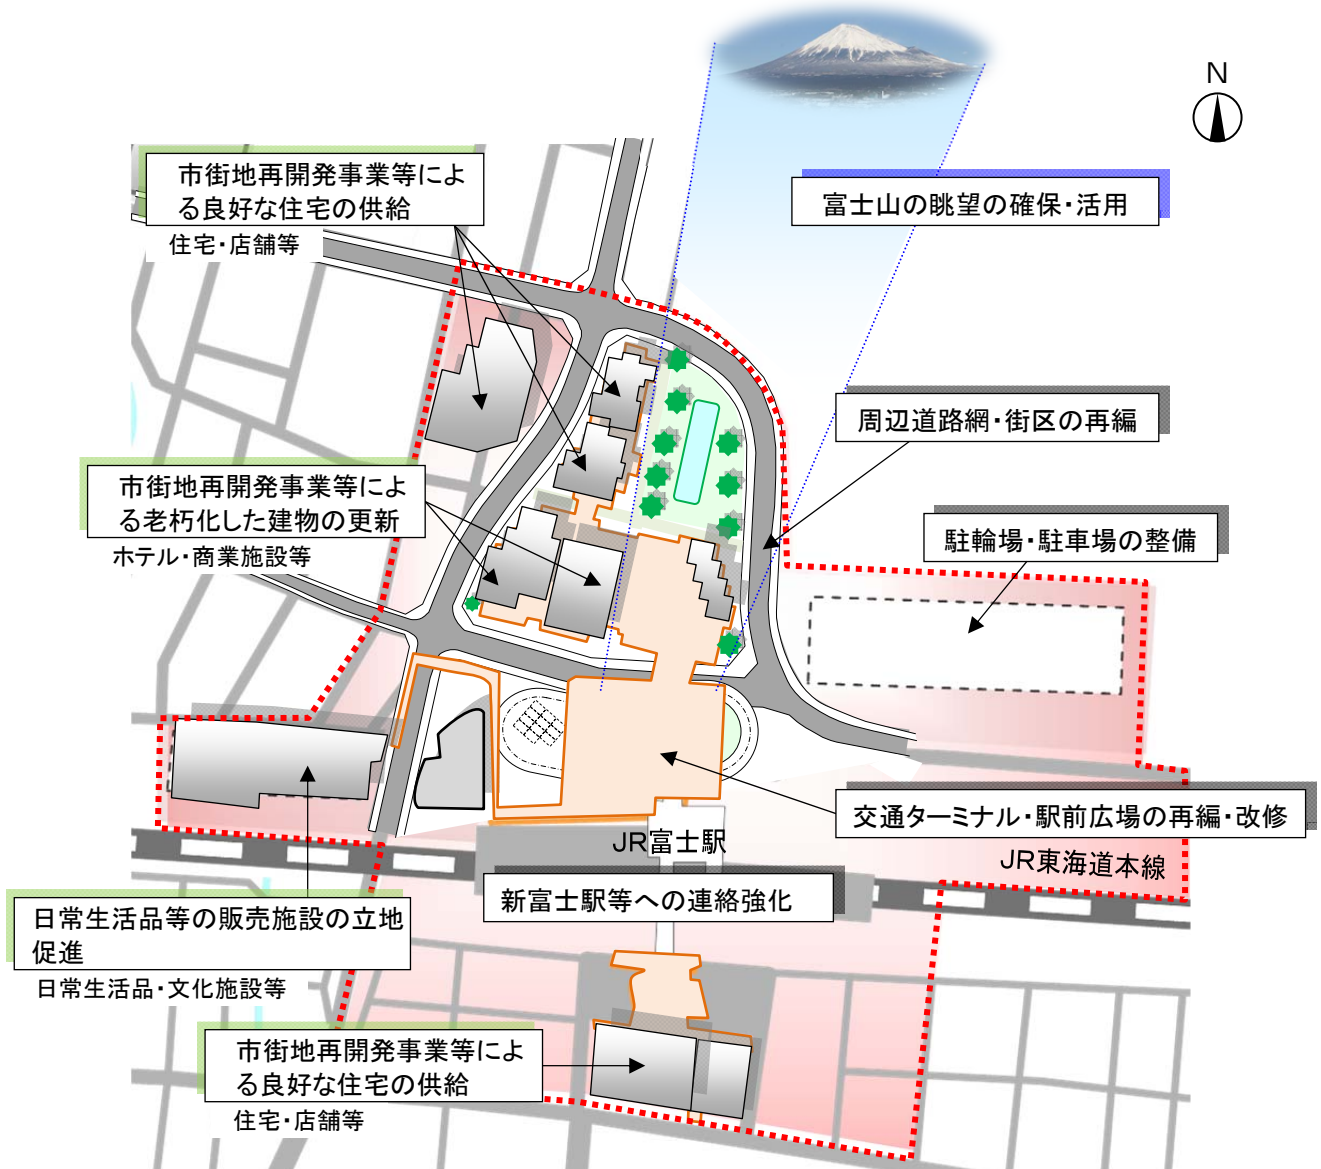 N
市街地再開発事業等によ
る良好な住宅の供給
住宅・店舗等
富士山の眺望の確保・活用
周辺道路網・街区の再編
市街地再開発事業等によ
る老朽化した建物の更新
ホテル・商業施設等
駐輪場・駐車場の整備
交通ターミナル・駅前広場の再編・改修
JR富士駅
JR東海道本線
新富士駅等への連絡強化
日常生活品等の販売施設の立地
促進
日常生活品・文化施設等
市街地再開発事業等によ
る良好な住宅の供給
住宅・店舗等